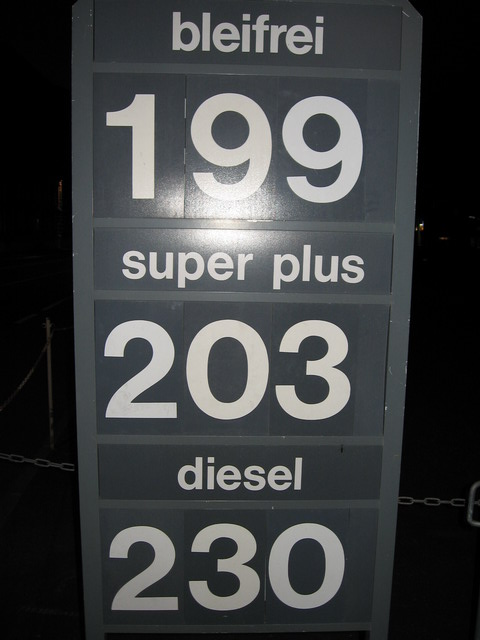 bleifrei
199
super plus
203
diesel
230